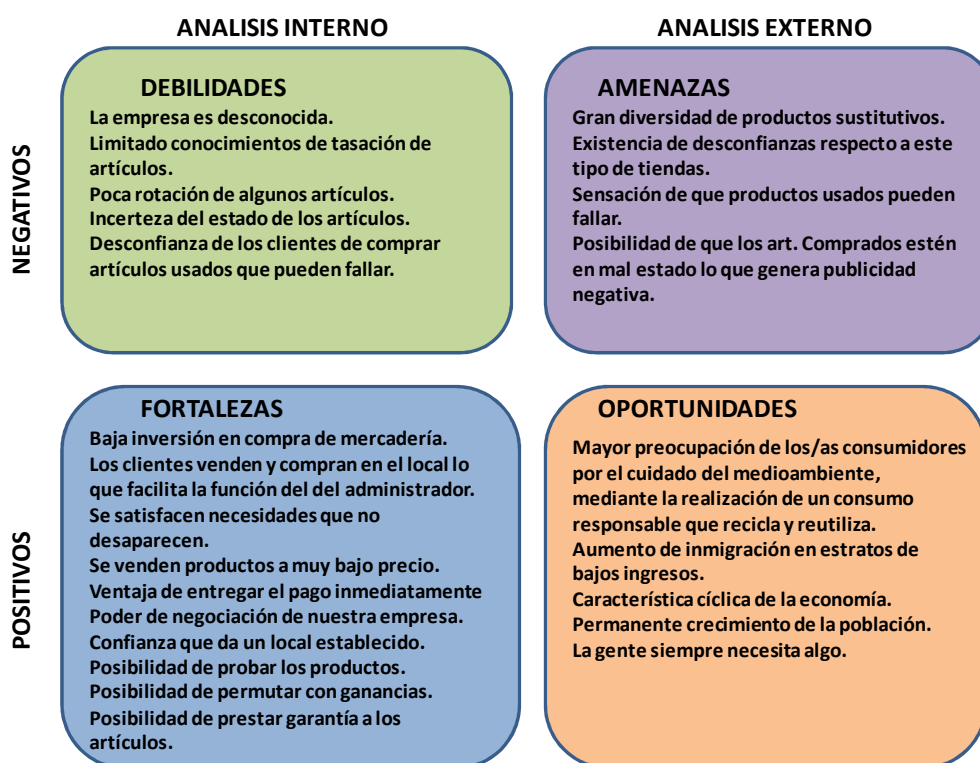 ANALISIS INTERNO
ANALISIS EXTERNO
NEGATIVOS
DEBILIDADES
La empresa es desconocida.
Limitado conocimientos de tasación de
artículos.
Poca rotación de algunos artículos.
Incerteza del estado de los artículos.
Desconfianza de los clientes de comprar
artículos usados que pueden fallar.
AMENAZAS
Gran diversidad de productos sustitutivos.
Existencia de desconfianzas respecto a este
tipo de tiendas.
Sensación de que productos usados pueden
fallar.
Posibilidad de que los art. Comprados estén
en mal estado lo que genera publicidad
negativa.
POSITIVOS
FORTALEZAS
Baja inversión en compra de mercadería.
Los clientes venden y compran en el local lo
que facilita la función del del administrador.
Se satisfacen necesidades que no
desaparecen.
Se venden productos a muy bajo precio.
Ventaja de entregar el pago inmediatamente
Poder de negociación de nuestra empresa.
Confianza que da un local establecido.
Posibilidad de probar los productos.
Posibilidad de permutar con ganancias.
Posibilidad de prestar garantía a los
artículos.
OPORTUNIDADES
Mayor preocupación de los/as consumidores
por el cuidado del medioambiente,
mediante la realización de un consumo
responsable que recicla y reutiliza.
Aumento de inmigración en estratos de
bajos ingresos.
Característica cíclica de la economía.
Permanente crecimiento de la población.
La gente siempre necesita algo.